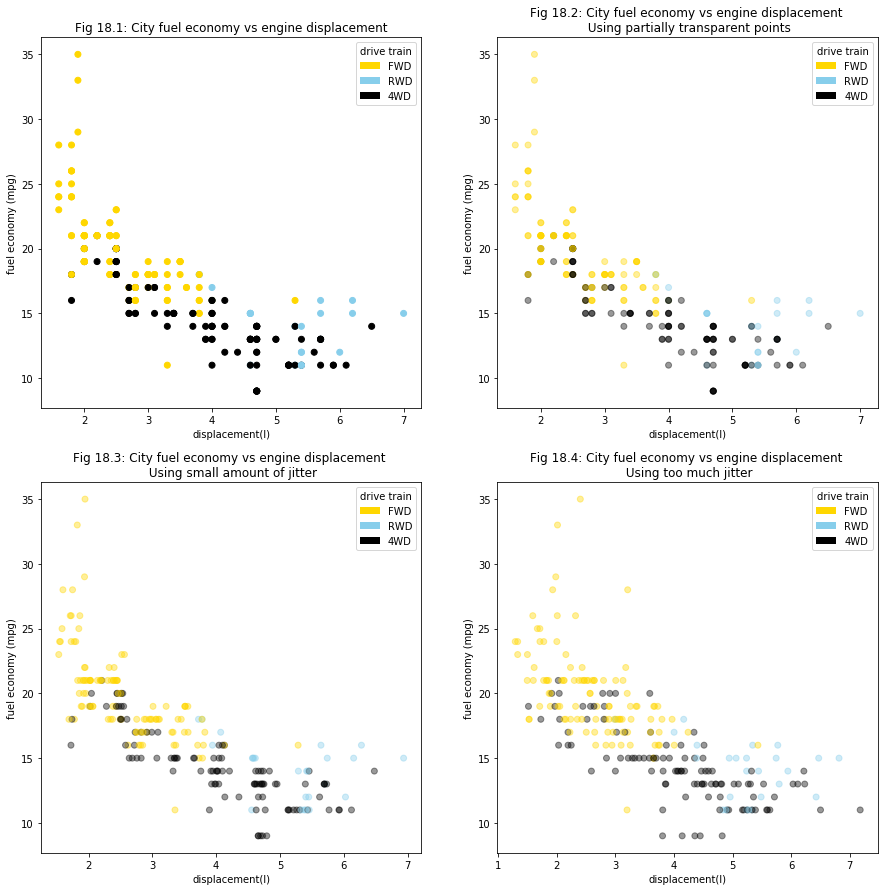 Fig 18.1: City fuel economy vs engine displacement
drive train
FWD
RWD
4WD
fuel economy (mpg)
35
30
25
20
15
10
2
3
4
5
6
7
displacement(l)
Fig 18.2: City fuel economy vs engine displacement
Using partially transparent points
drive train
FWD
RWD
4WD
fuel economy (mpg)
35
30
25
20
15
10
2
3
4
5
6
7
displacement(l)
Fig 18.3: City fuel economy vs engine displacement
Using small amount of jitter
drive train
FWD
RWD
4WD
fuel economy (mpg)
35
30
25
20
15
10
2
3
4
5
6
7
displacement(l)
Fig 18.4: City fuel economy vs engine displacement
Using too much jitter
drive train
FWD
RWD
4WD
fuel economy (mpg)
35
30
25
20
15
10
1
2
3
4
5
6
7
displacement(l)